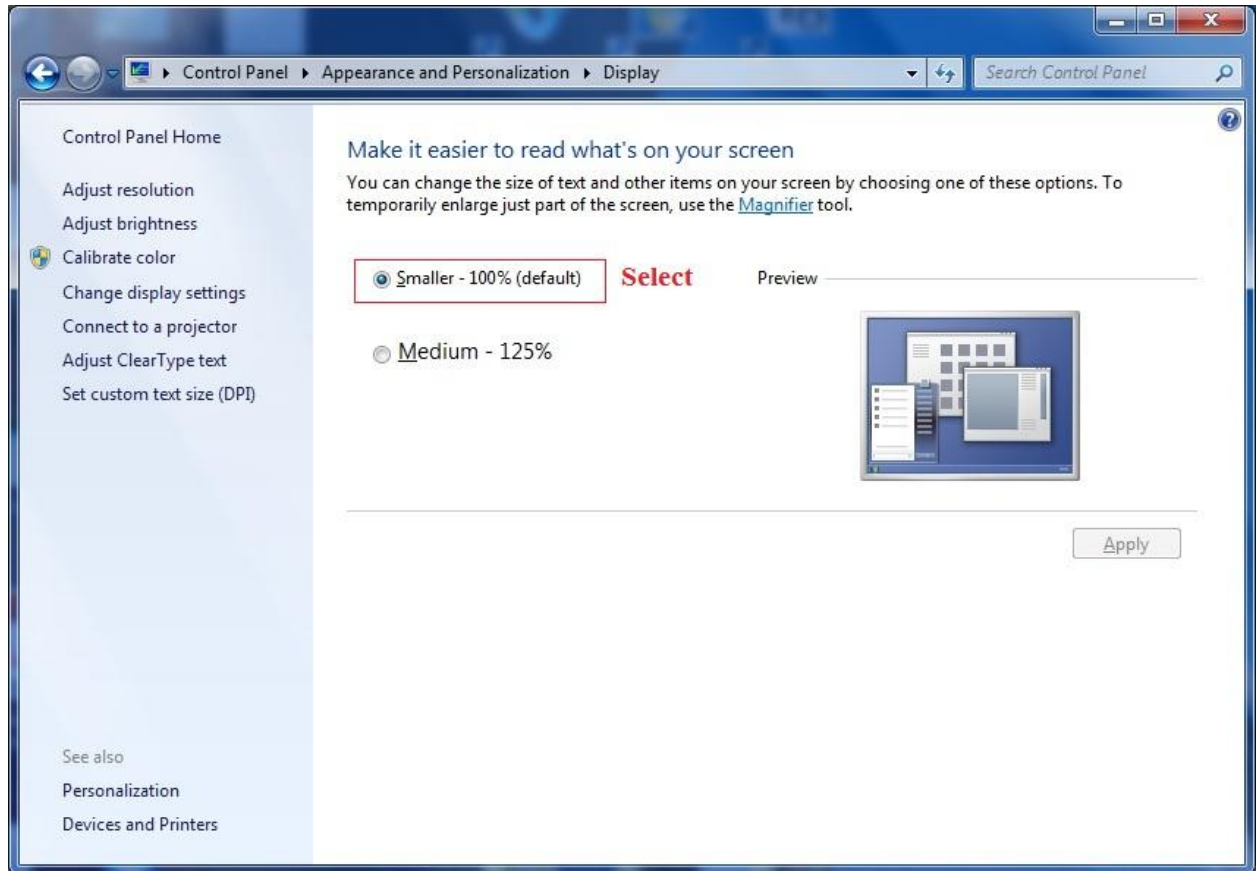 Control Panel ▸ Appearance and Personalization ▸ Display
Search Control Panel
Control Panel Home
Adjust resolution
Adjust brightness
Calibrate color
Change display settings
Connect to a projector
Adjust ClearType text
Set custom text size (DPI)
See also
Personalization
Devices and Printers
Make it easier to read what's on your screen
You can change the size of text and other items on your screen by choosing one of these options. To
temporarily enlarge just part of the screen, use the Magnifier tool.
Smaller - 100% (default)
Select
Medium - 125%
Preview
Apply